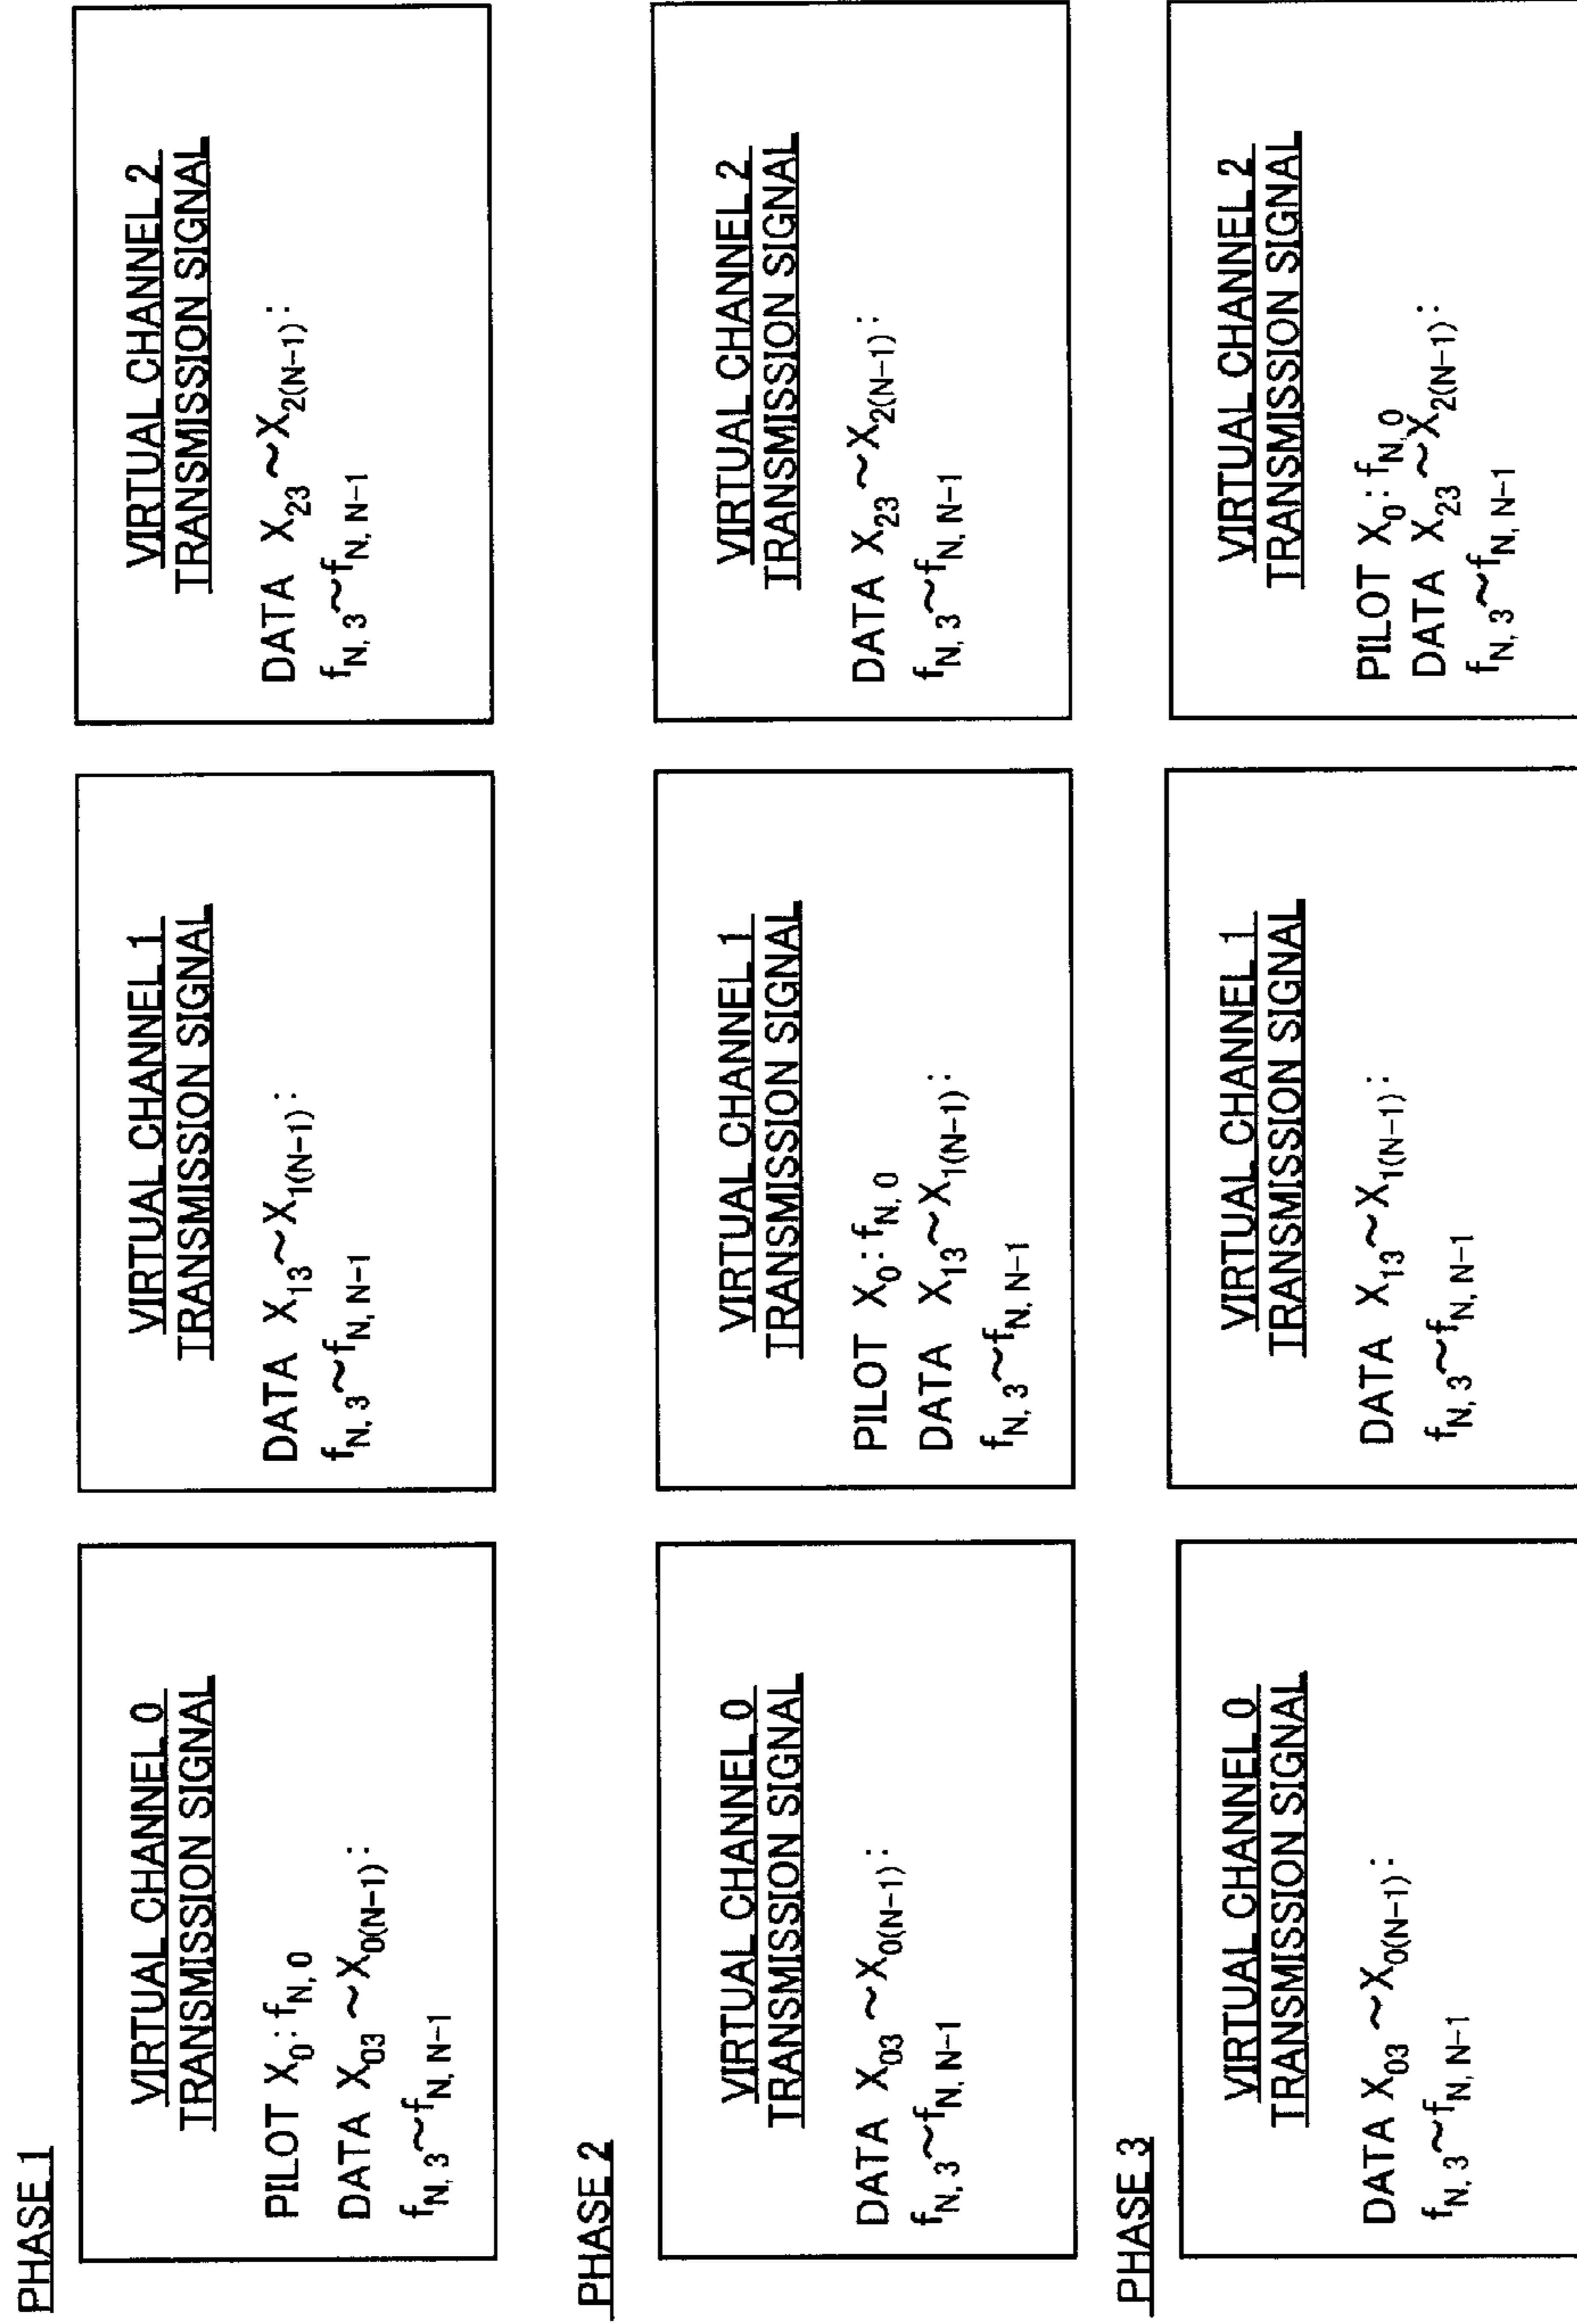 PHASE 1
VIRTUAL CHANNEL 0
TRANSMISSION SIGNAL
PILOT X0:fN,0
DATA X03~X0(N-1):
fN,3~fN,N-1
VIRTUAL CHANNEL 1
TRANSMISSION SIGNAL
DATA X13~X1(N-1):
fN,3~fN,N-1
VIRTUAL CHANNEL 2
TRANSMISSION SIGNAL
DATA X23~X2(N-1):
fN,3~fN,N-1
PHASE 2
VIRTUAL CHANNEL 0
TRANSMISSION SIGNAL
DATA X03~X0(N-1):
fN,3~fN,N-1
VIRTUAL CHANNEL 1
TRANSMISSION SIGNAL
PILOT X0:fN,0
DATA X13~X1(N-1):
fN,3~fN,N-1
VIRTUAL CHANNEL 2
TRANSMISSION SIGNAL
DATA X23~X2(N-1):
fN,3~fN,N-1
PHASE 3
VIRTUAL CHANNEL 0
TRANSMISSION SIGNAL
DATA X03~X0(N-1):
fN,3~fN,N-1
VIRTUAL CHANNEL 1
TRANSMISSION SIGNAL
DATA X13~X1(N-1):
fN,3~fN,N-1
VIRTUAL CHANNEL 2
TRANSMISSION SIGNAL
PILOT X0:fN,0
DATA X23~X2(N-1):
fN,3~fN,N-1